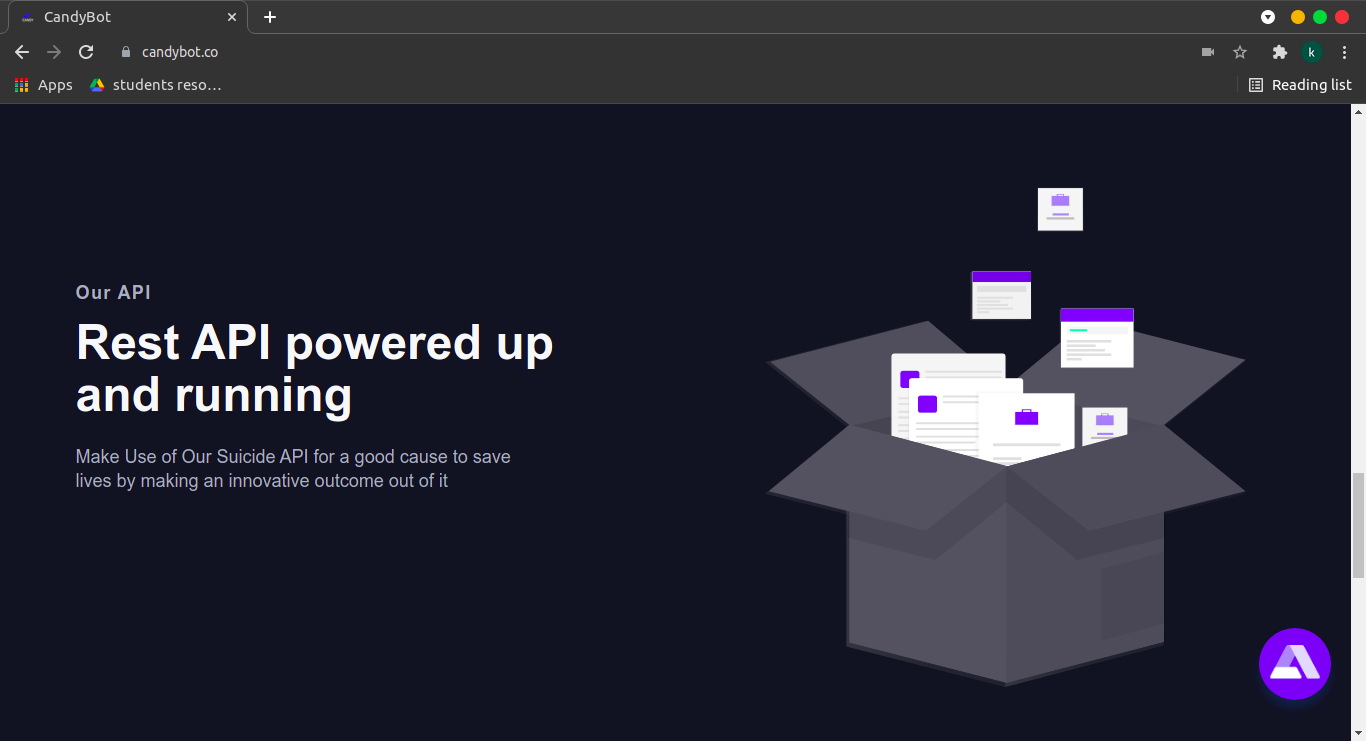 CandyBot
candybot.co
k
Apps
students reso…
Reading list
Our API
Rest API powered up
and running
Make Use of Our Suicide API for a good cause to save
lives by making an innovative outcome out of it